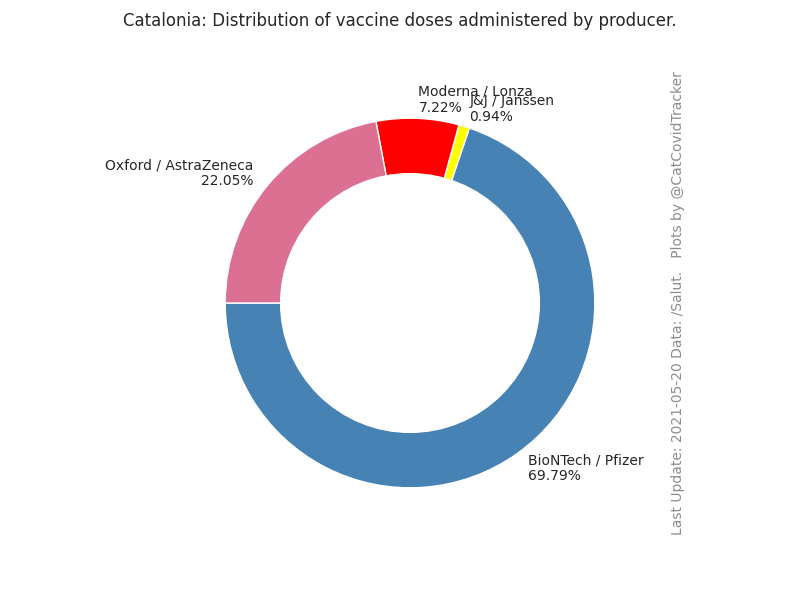 Catalonia: Distribution of vaccine doses administered by producer.
Moderna / Lonza
7.22%
J&J / Janssen
0.94%
Oxford / AstraZeneca
22.05%
BioNTech / Pfizer
69.79%
Last Update: 2021-05-20 Data: /Salut.   Plots by @CatCovidTracker